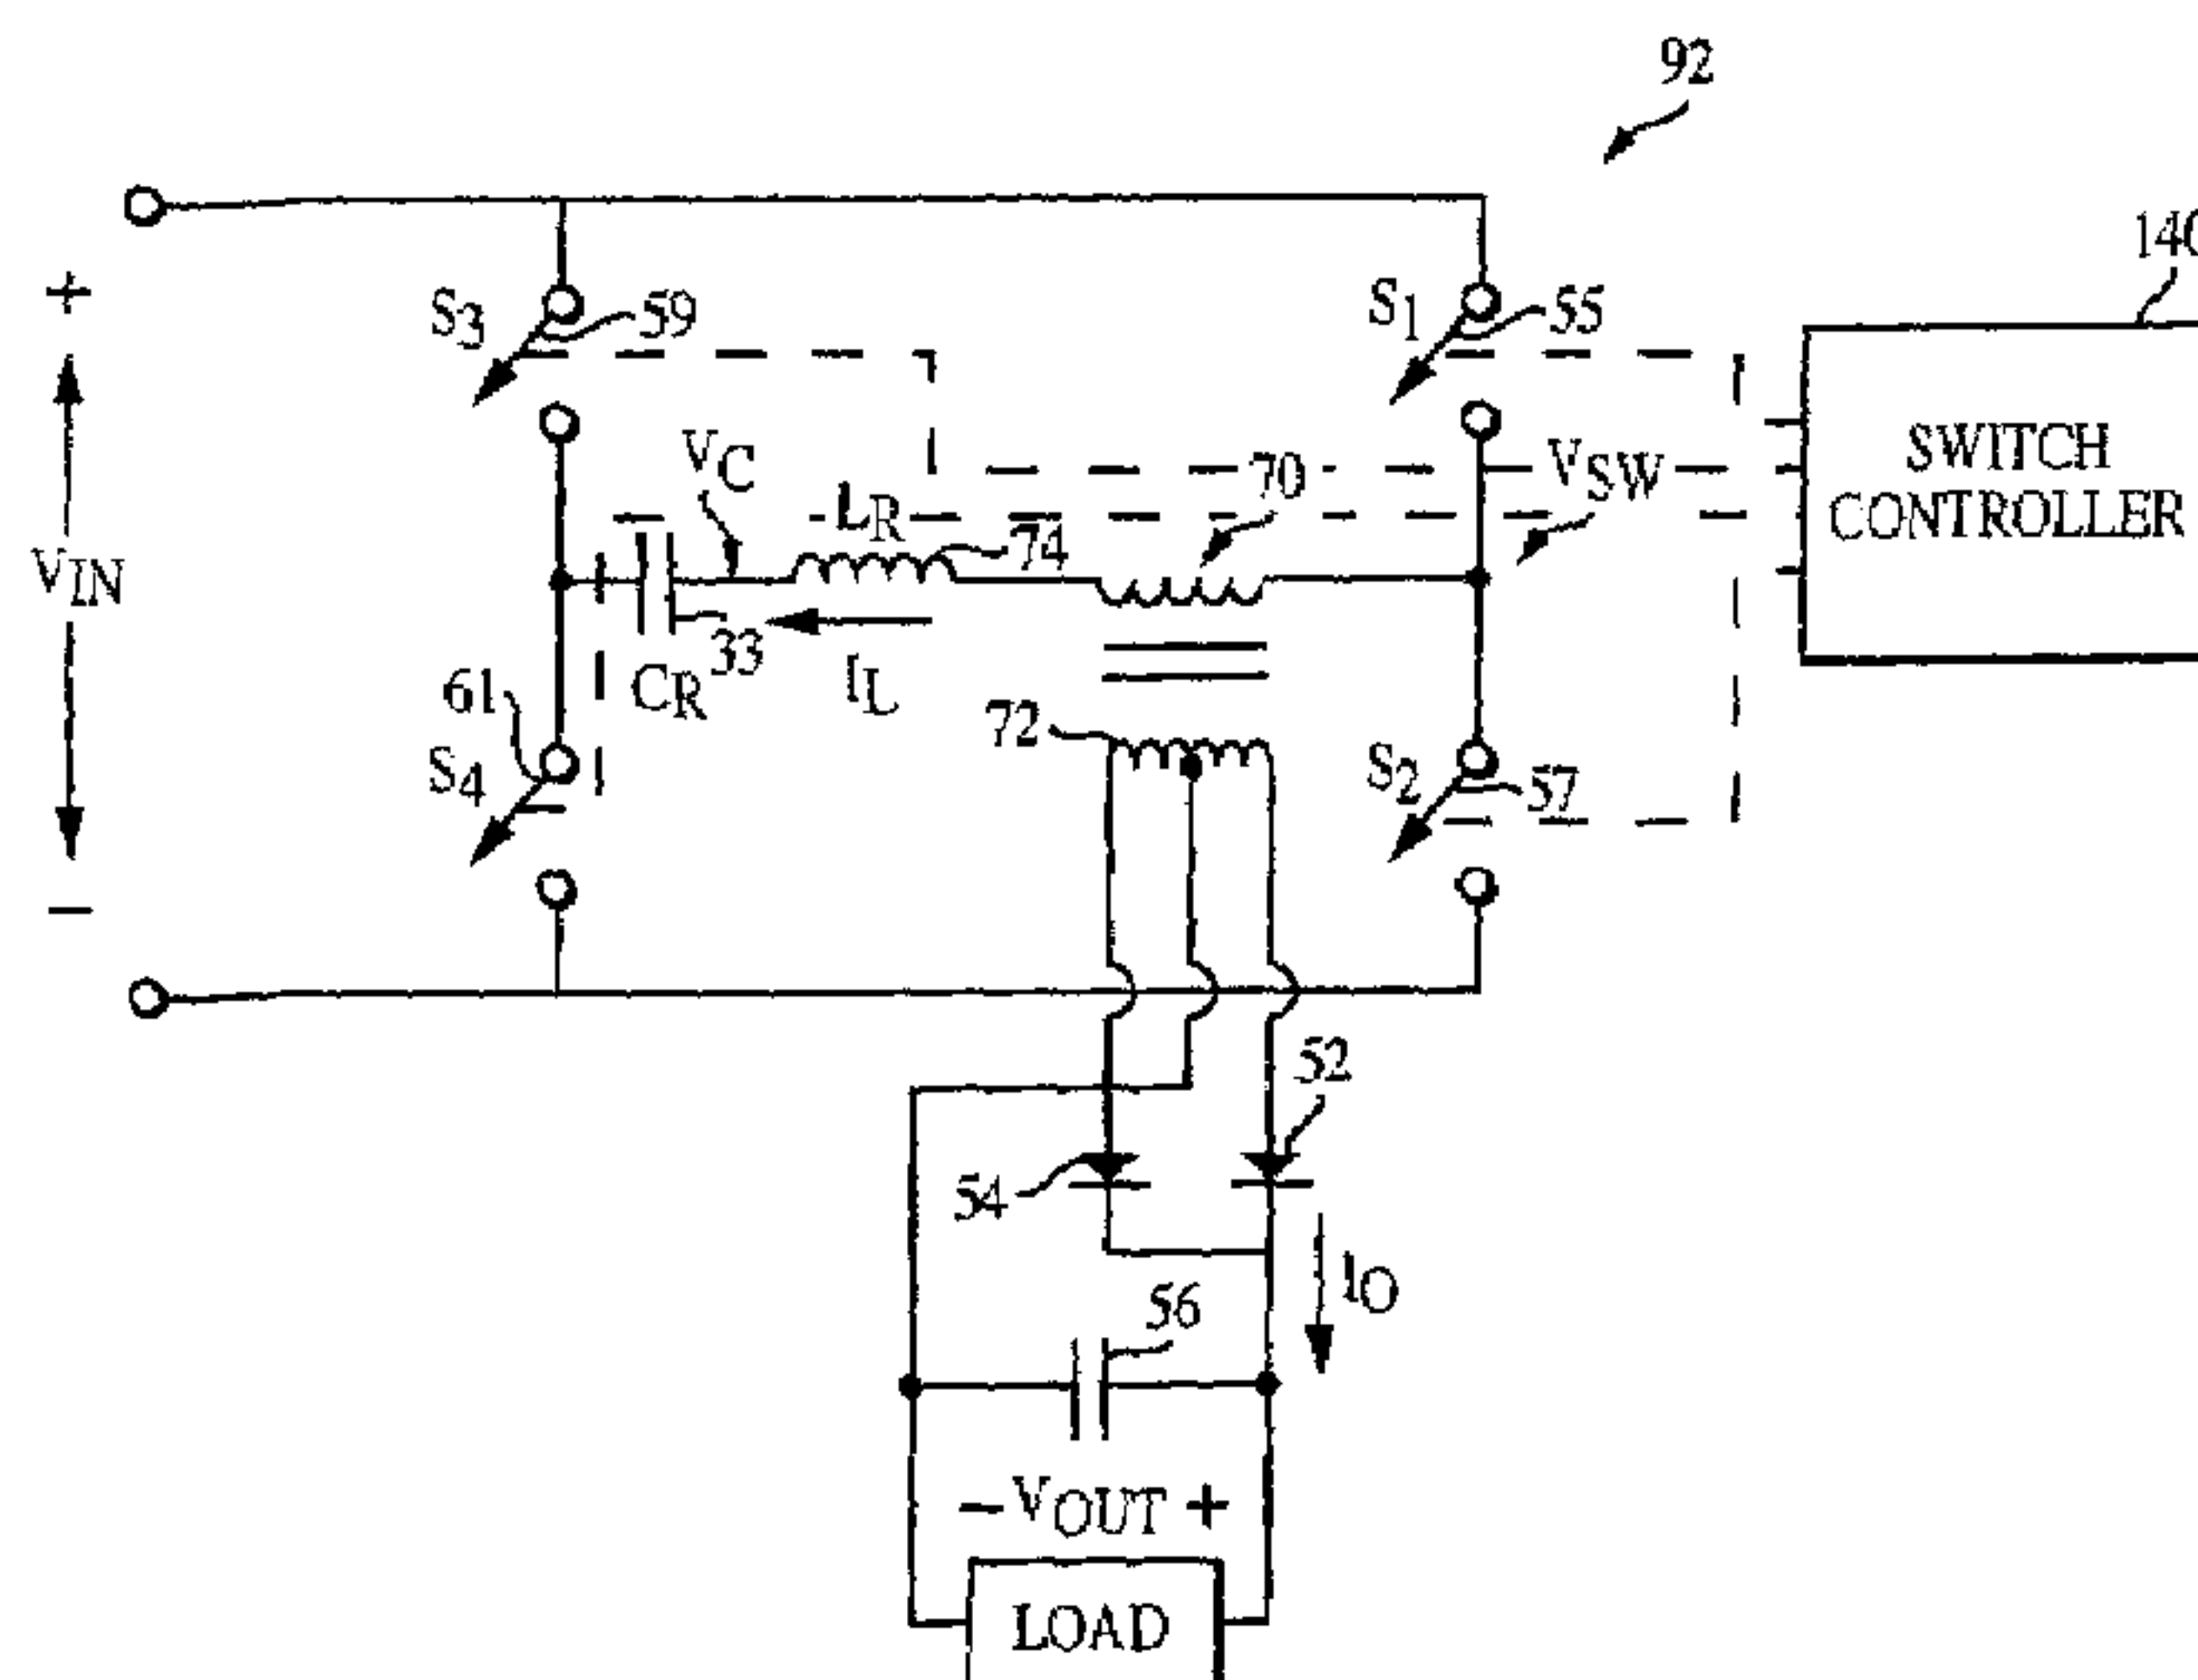 92
140
+
S3
59
S1
55
VC
LR
70
VSW
SWITCH
CONTROLLER
74
VIN
33
CR
IL
61
72
S4
S2
57
−
52
54
IO
56
− VOUT +
LOAD